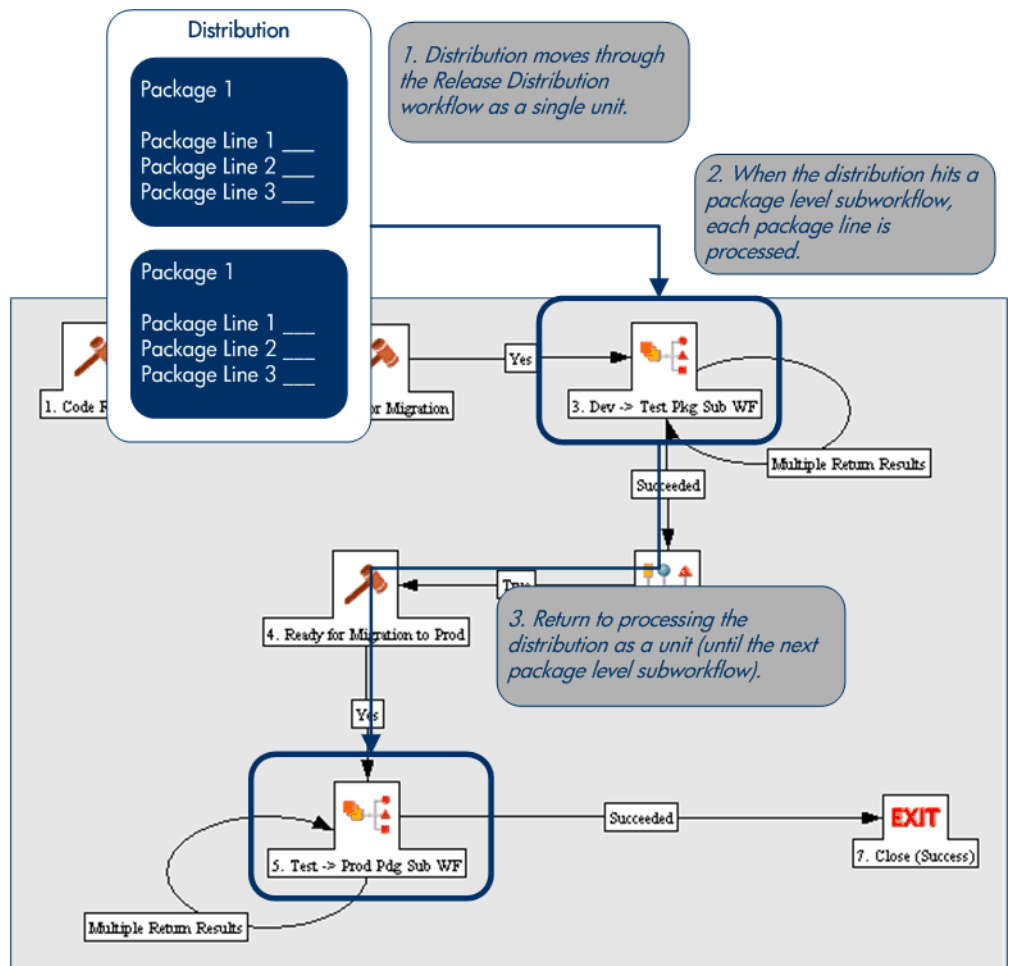 Distribution
Package 1
Package Line 1 ___
Package Line 2 ___
Package Line 3 ___
Package 1
Package Line 1 ___
Package Line 2 ___
Package Line 3 ___
1. Distribution moves through
the Release Distribution
workflow as a single unit.
2. When the distribution hits a
package level subworkflow,
each package line is
processed.
1. Code
Migration
Yes
3. Dev -> Test Pkg Sub WF
Multiple Return Results
Succeeded
True
4. Ready for Migration to Prod
3. Return to processing the
distribution as a unit (until the next
package level subworkflow).
Yes
5. Test -> Prod Pdg Sub WF
Multiple Return Results
Succeeded
EXIT
7. Close (Success)